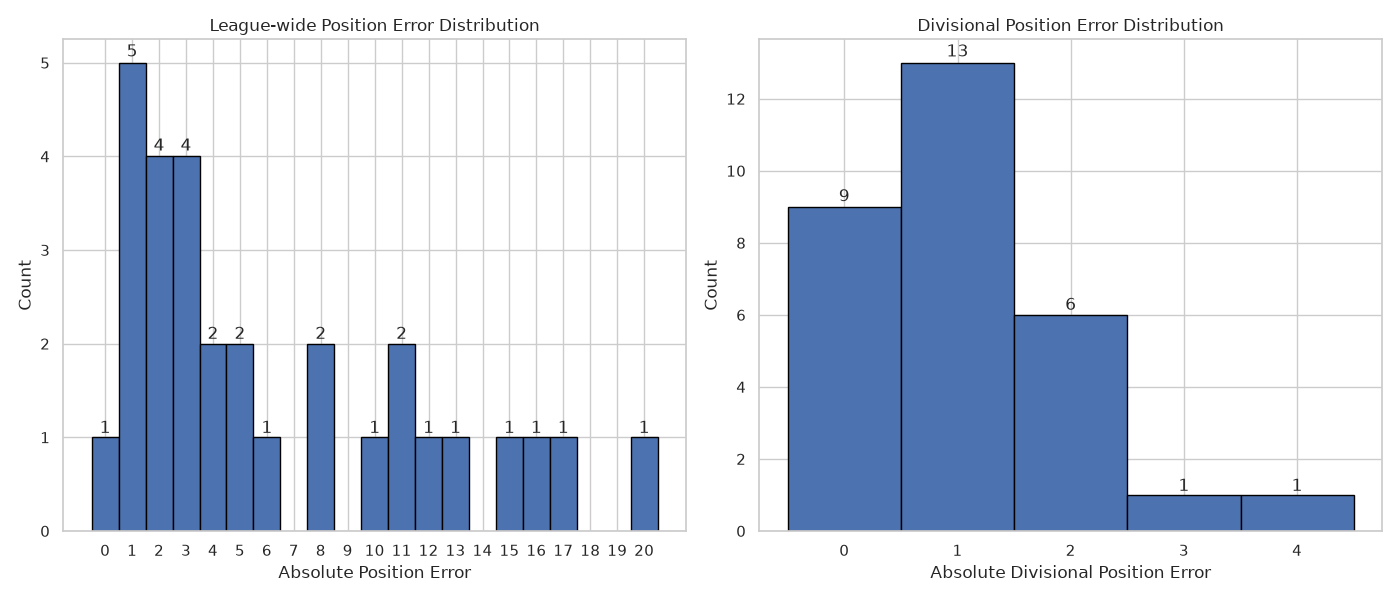 League-wide Position Error Distribution
5
4 4
2 2 2 2
1 1 1 1 1 1 1 1 1
5
4
3
2
1
0
Count
0 1 2 3 4 5 6 7 8 9 10 11 12 13 14 15 16 17 18 19 20
Absolute Position Error
Divisional Position Error Distribution
13
9
6
1 1
12
10
8
6
4
2
0
Count
0 1 2 3 4
Absolute Divisional Position Error